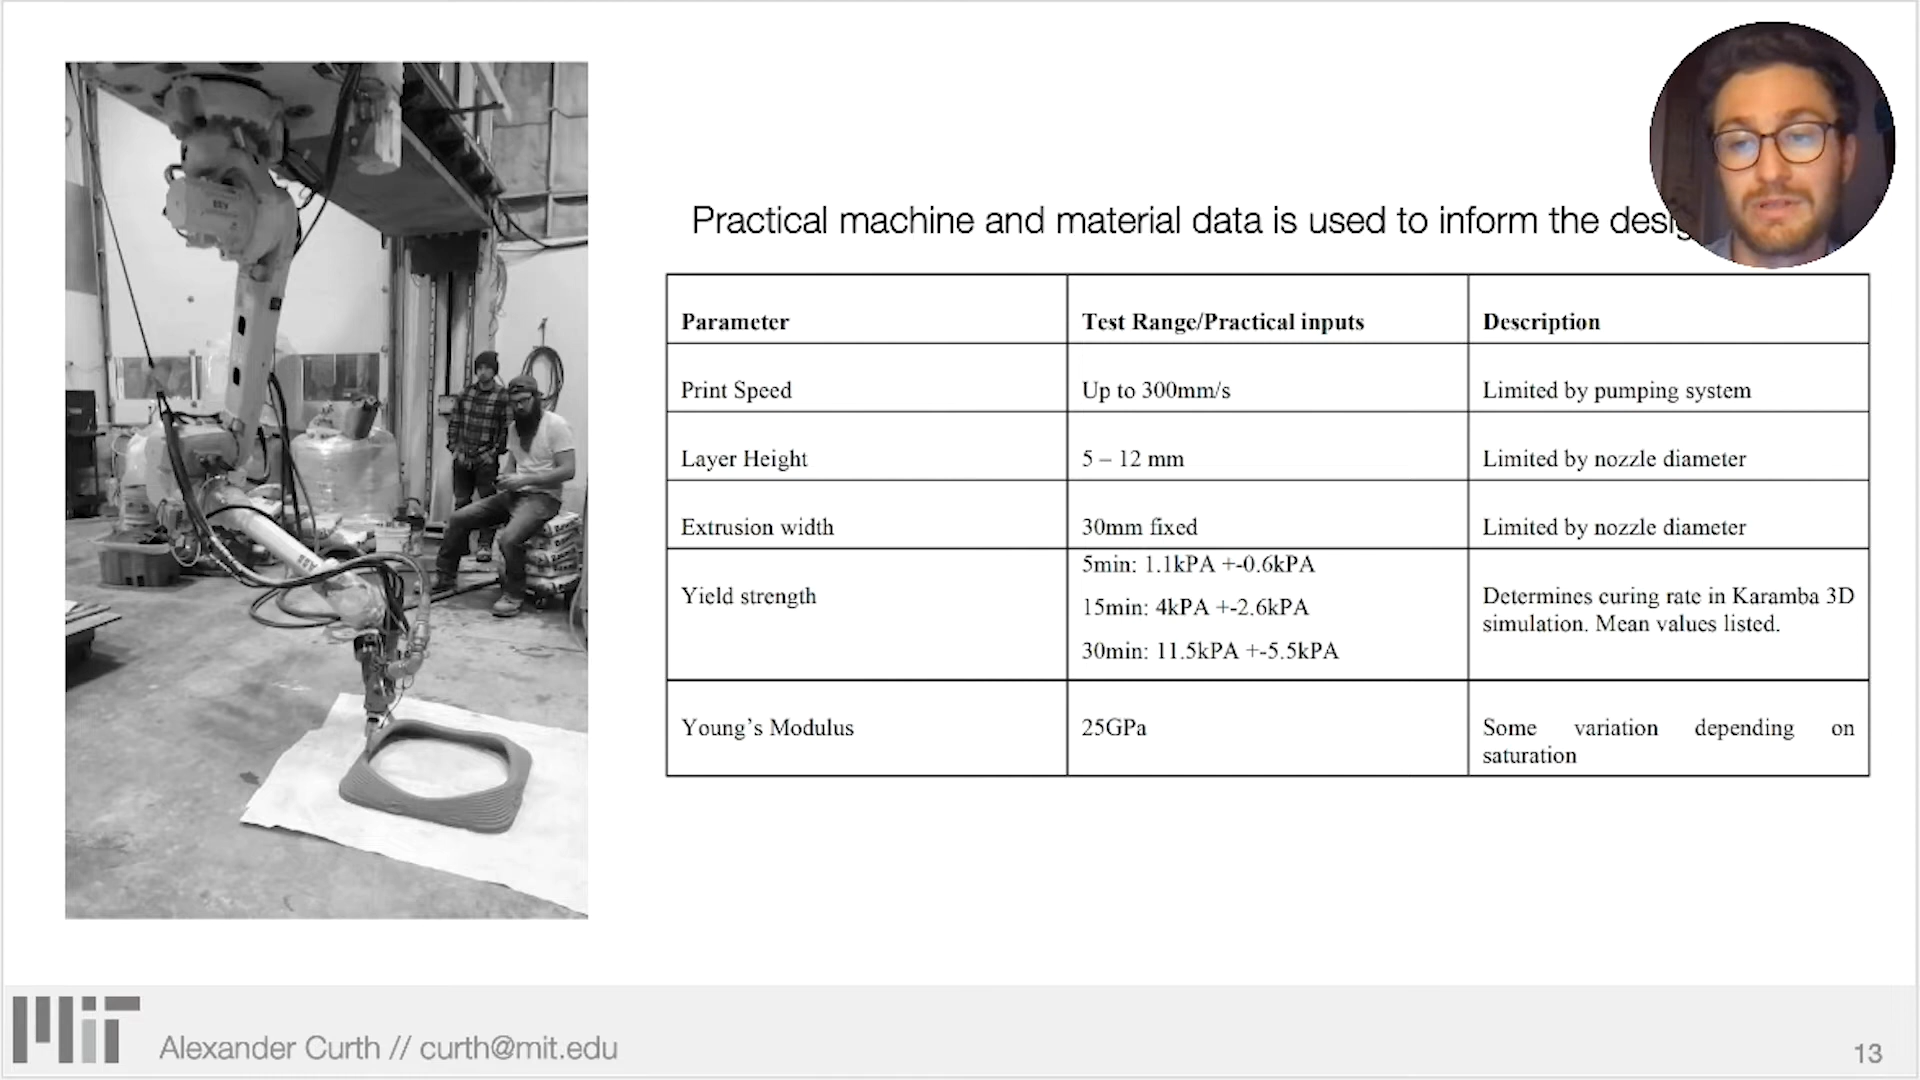 Practical machine and material data is used to inform the
Parameter
Test Range/Practical inputs
Description
Print Speed
Up to 300mm/s
Limited by pumping system
Layer Height
5 – 12 mm
Limited by nozzle diameter
Extrusion width
30mm fixed
Limited by nozzle diameter
Yield strength
5min: 1.1kPA +-0.6kPA
15min: 4kPA +-2.6kPA
30min: 11.5kPA +-5.5kPA
Determines curing rate in Karamba 3D
simulation. Mean values listed.
Young's Modulus
25GPa
Some variation depending on
saturation
MIT
Alexander Curth // curth@mit.edu
13